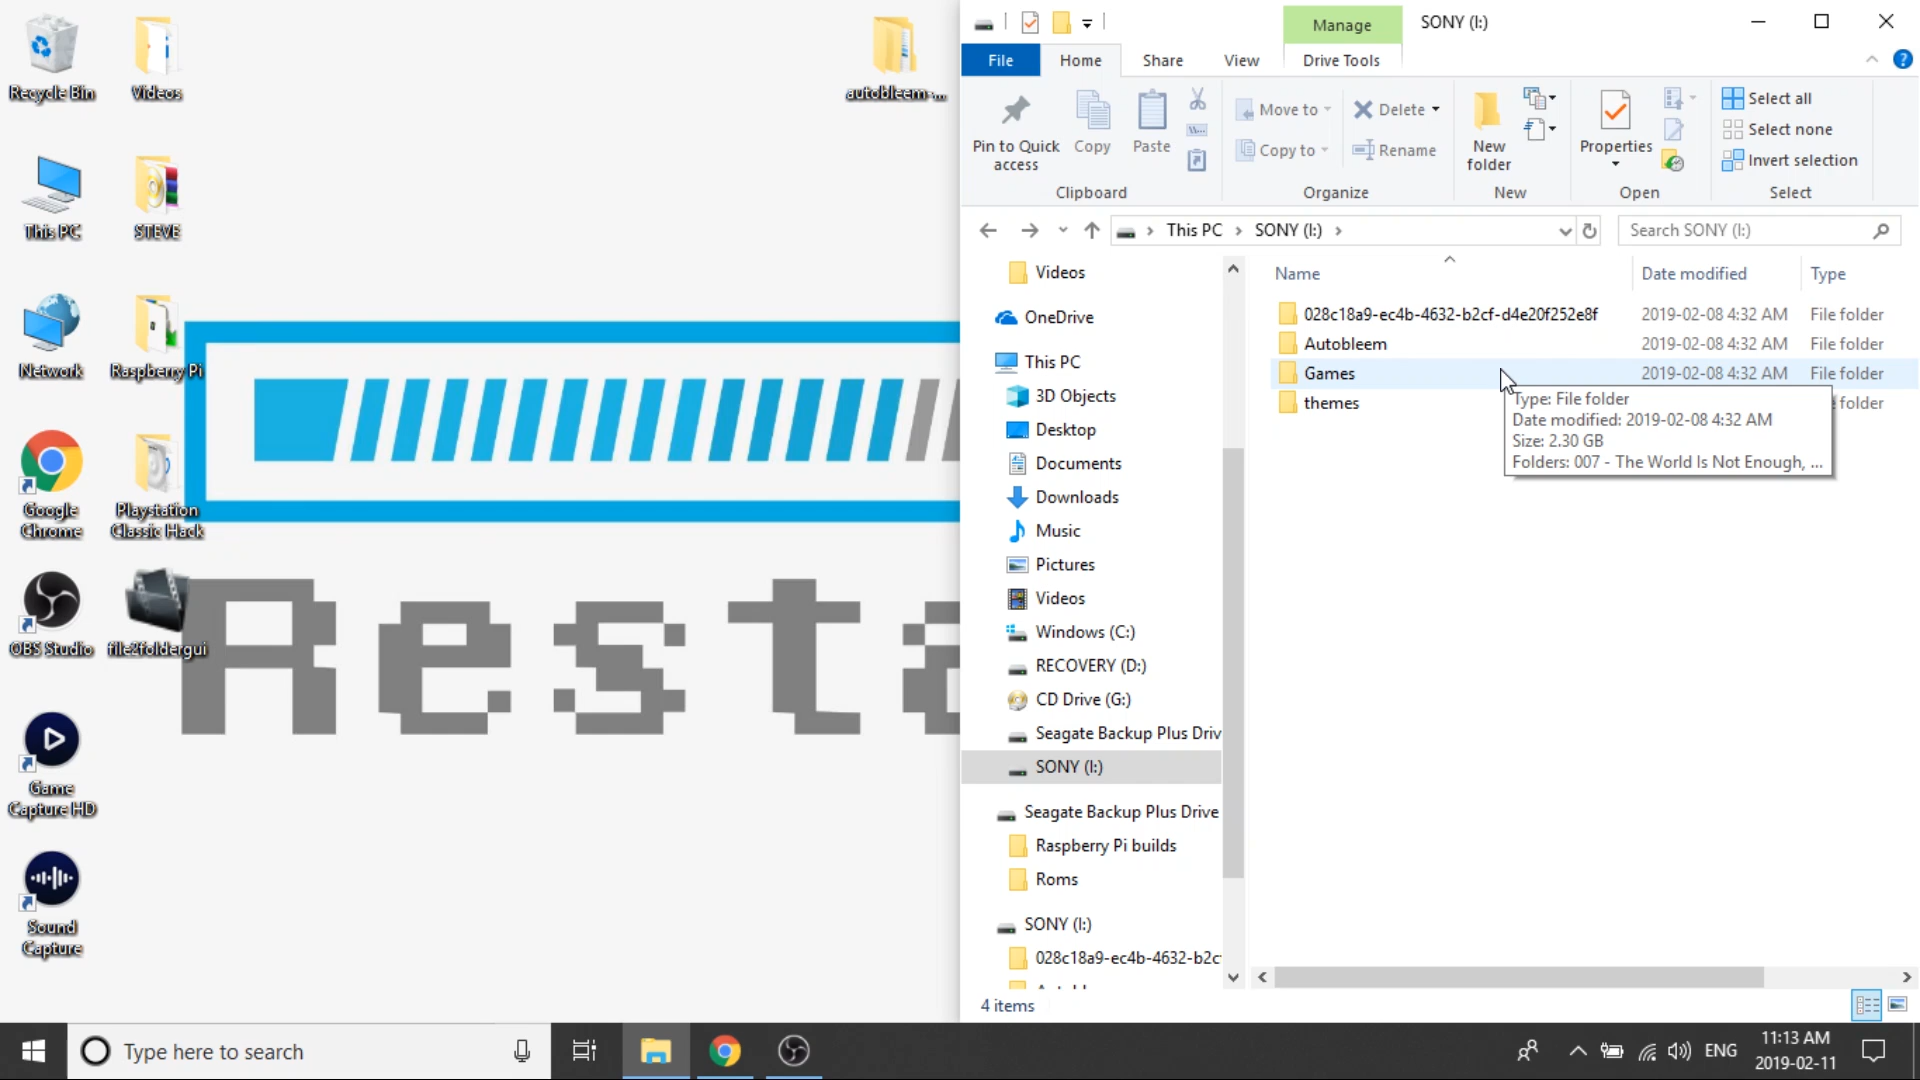 Recycle Bin
Videos
autobleem-...
This PC
STEVE
Network
Raspberry Pi
Google
Chrome
Playstation
Classic Hack
OBS Studio
file2foldergui
Game
Capture HD
Sound
Capture
Resta
Manage
SONY (I:)
File
Home
Share
View
Drive Tools
Pin to Quick
access
Copy
Paste
Move to
Copy to
Delete
Rename
New
folder
Properties
Select all
Select none
Invert selection
Clipboard
Organize
New
Open
Select
This PC
SONY (I:)
Search SONY (I:)
Videos
OneDrive
This PC
3D Objects
Desktop
Documents
Downloads
Music
Pictures
Videos
Windows (C:)
RECOVERY (D:)
CD Drive (G:)
Seagate Backup Plus Driv
SONY (I:)
Seagate Backup Plus Drive
Raspberry Pi builds
Roms
SONY (I:)
028c18a9-ec4b-4632-b2c
Name
Date modified
Type
028c18a9-ec4b-4632-b2cf-d4e20f252e8f 2019-02-08 4:32 AM File folder
Autobleem 2019-02-08 4:32 AM File folder
Games 2019-02-08 4:32 AM File folder
themes folder
Type: File folder
Date modified: 2019-02-08 4:32 AM
Size: 2.30 GB
Folders: 007 - The World Is Not Enough, ...
4 items
Type here to search
ENG
11:13 AM
2019-02-11